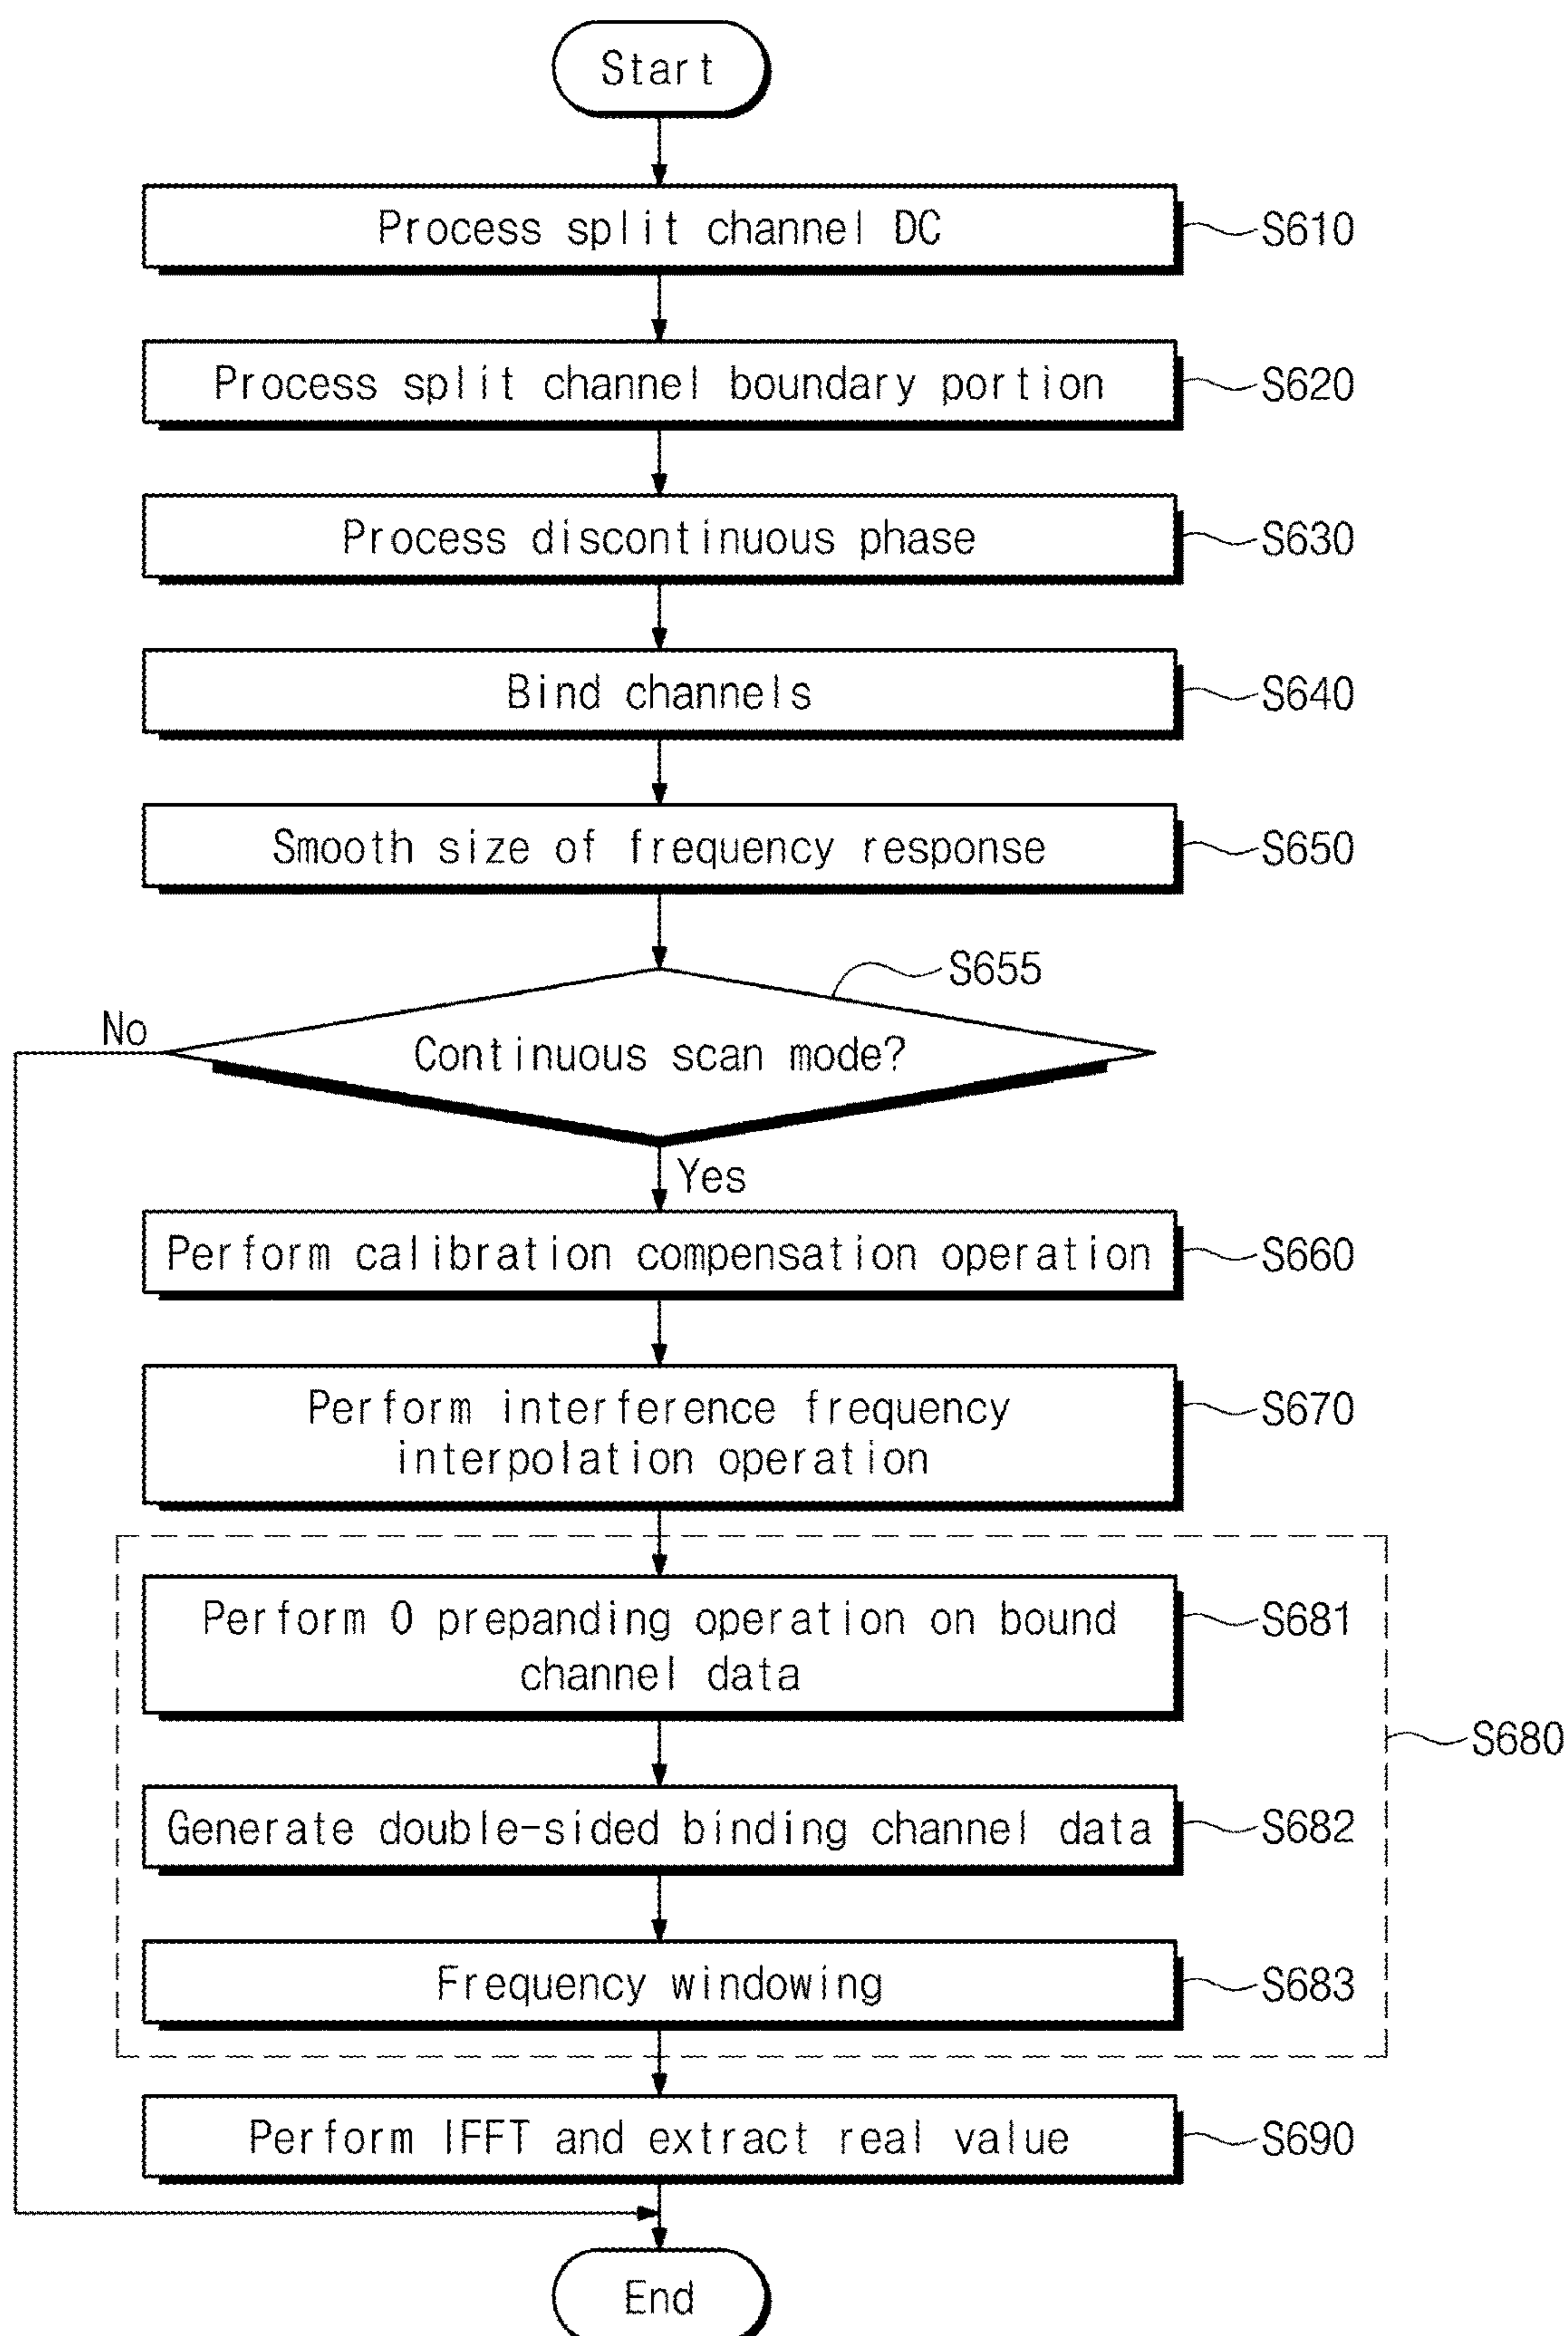 Start
Process split channel DC
S610
Process split channel boundary portion
S620
Process discontinuous phase
S630
Bind channels
S640
Smooth size of frequency response
S650
S655
No
Continuous scan mode?
Yes
Perform calibration compensation operation
S660
Perform interference frequency
interpolation operation
S670
Perform 0 prepanding operation on bound
channel data
S681
S680
Generate double-sided binding channel data
S682
Frequency windowing
S683
Perform IFFT and extract real value
S690
End